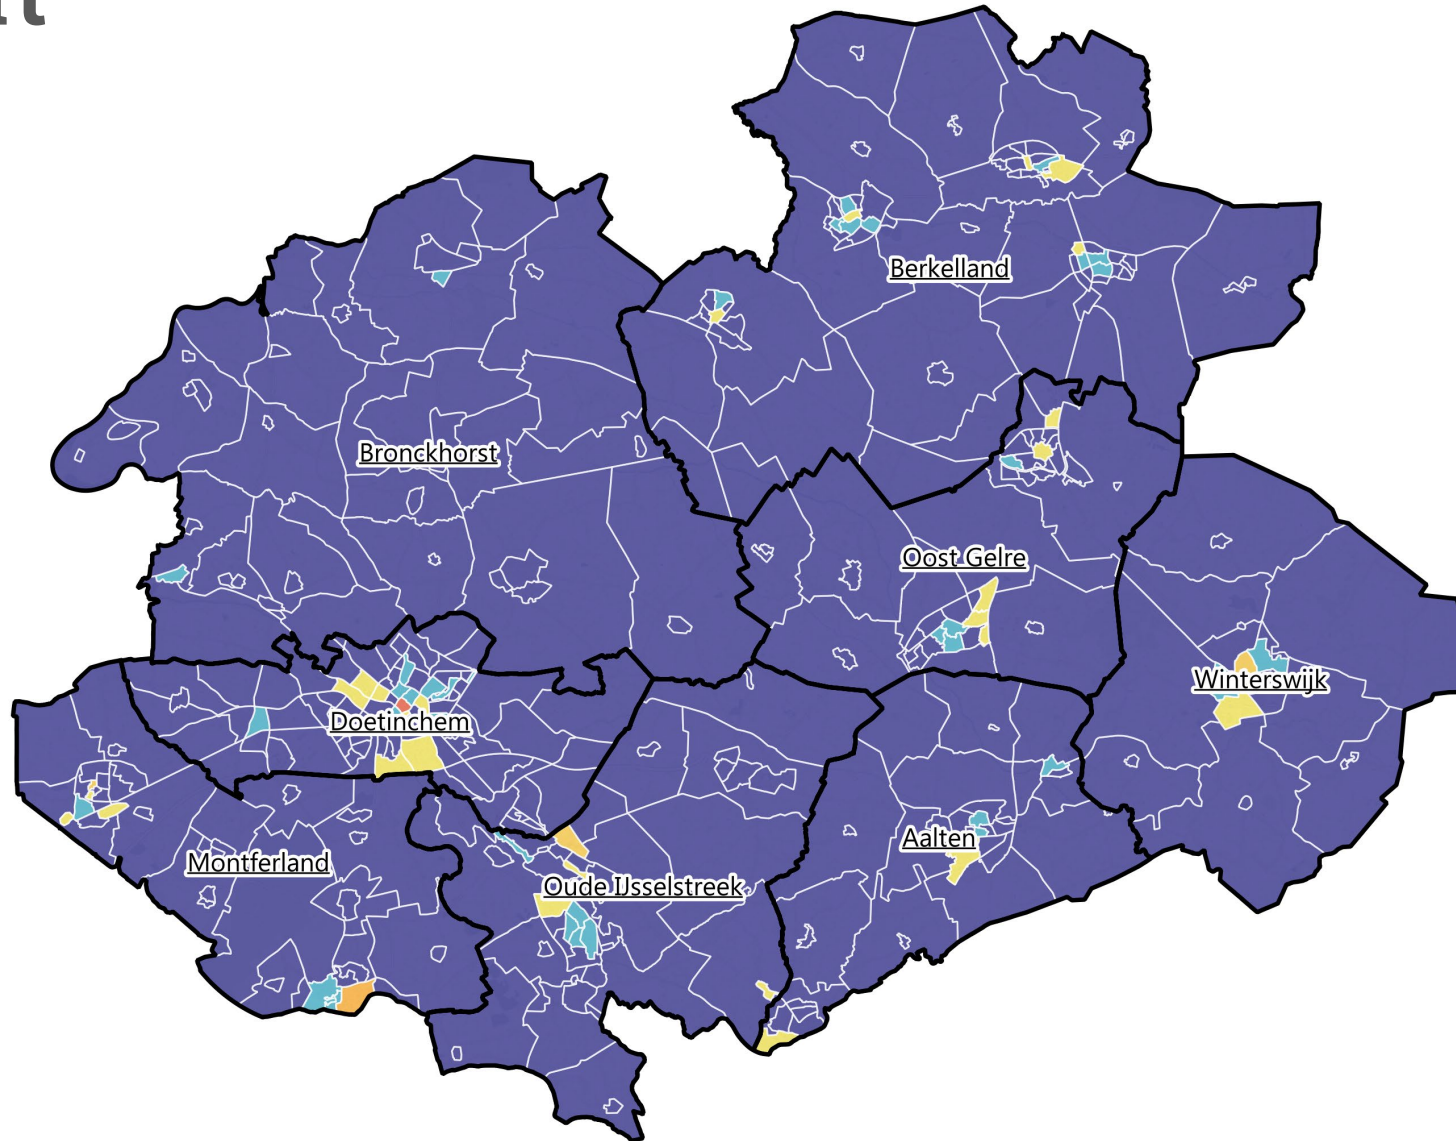 Berkelland
Bronckhorst
Oost Gelre
Winterswijk
Doetinchem
Aalten
Montferland
Oude IJsselstreek